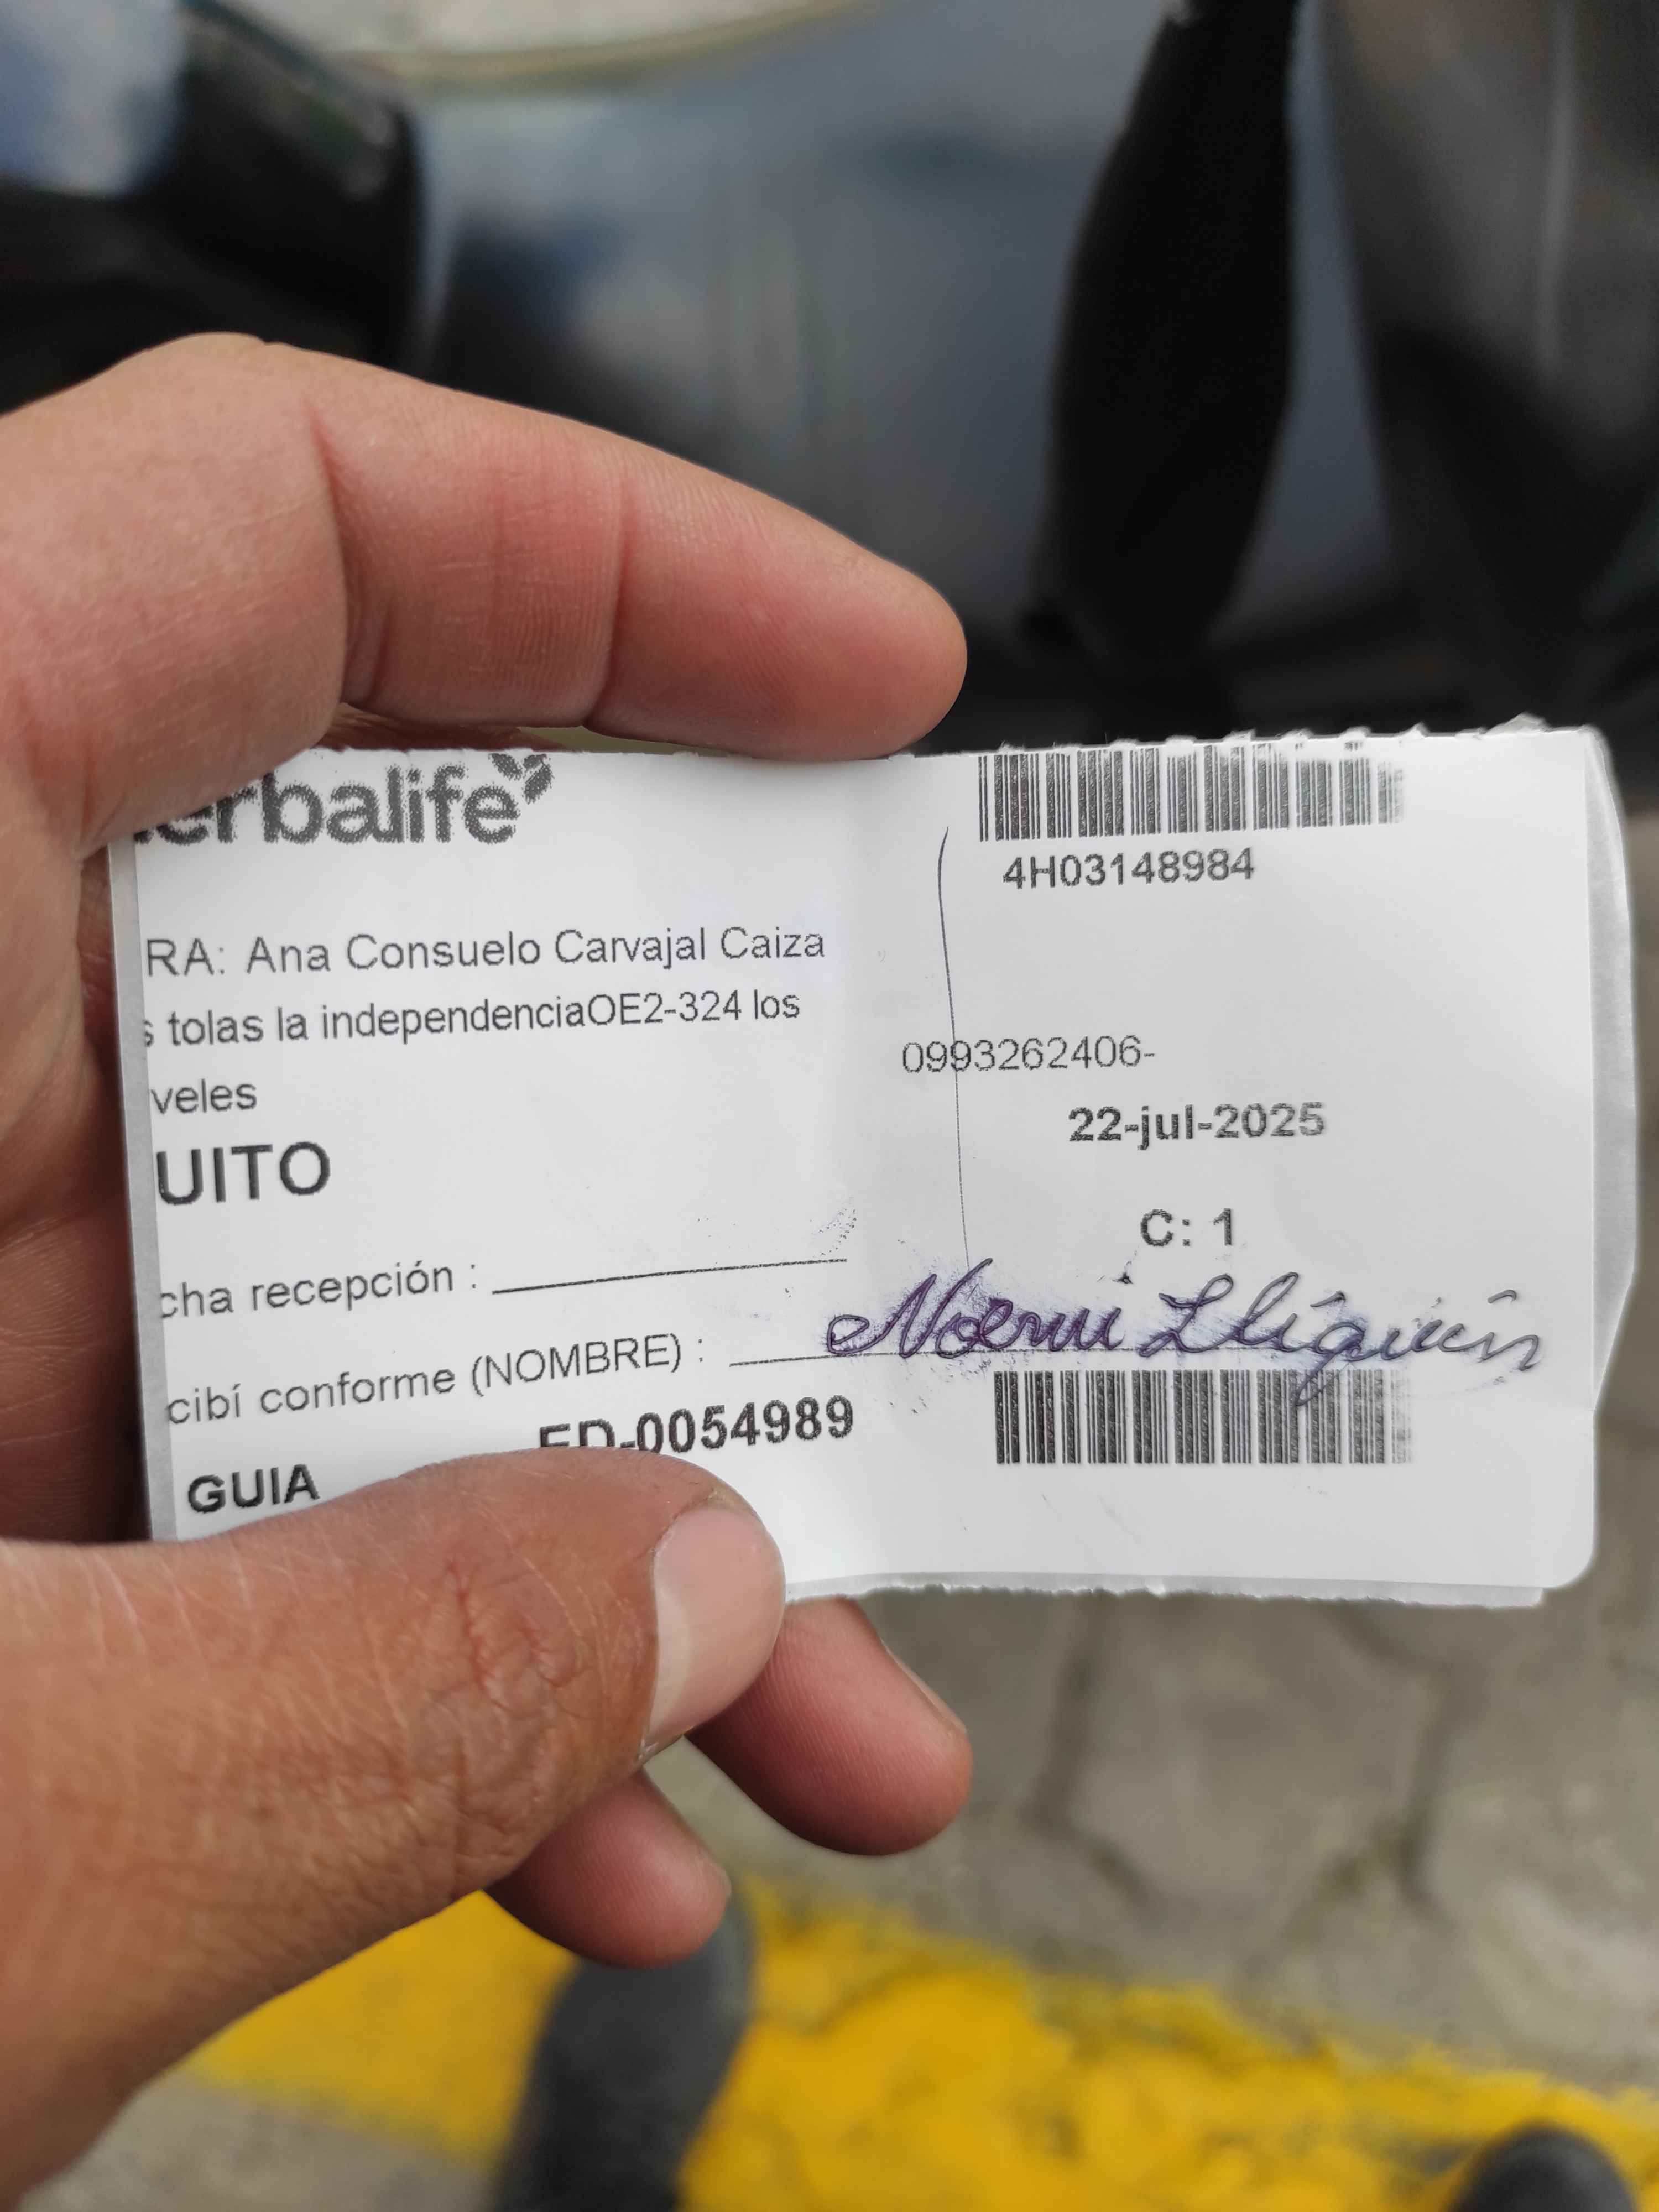 erbalife
4H03148984
RA: Ana Consuelo Carvajal Caiza
s tolas la independenciaOE2-324 los
0993262406-
veles
22-jul-2025
UITO
C: 1
cha recepción :
cibí conforme (NOMBRE) : Noemi Lliquin
ED-0054989
GUIA